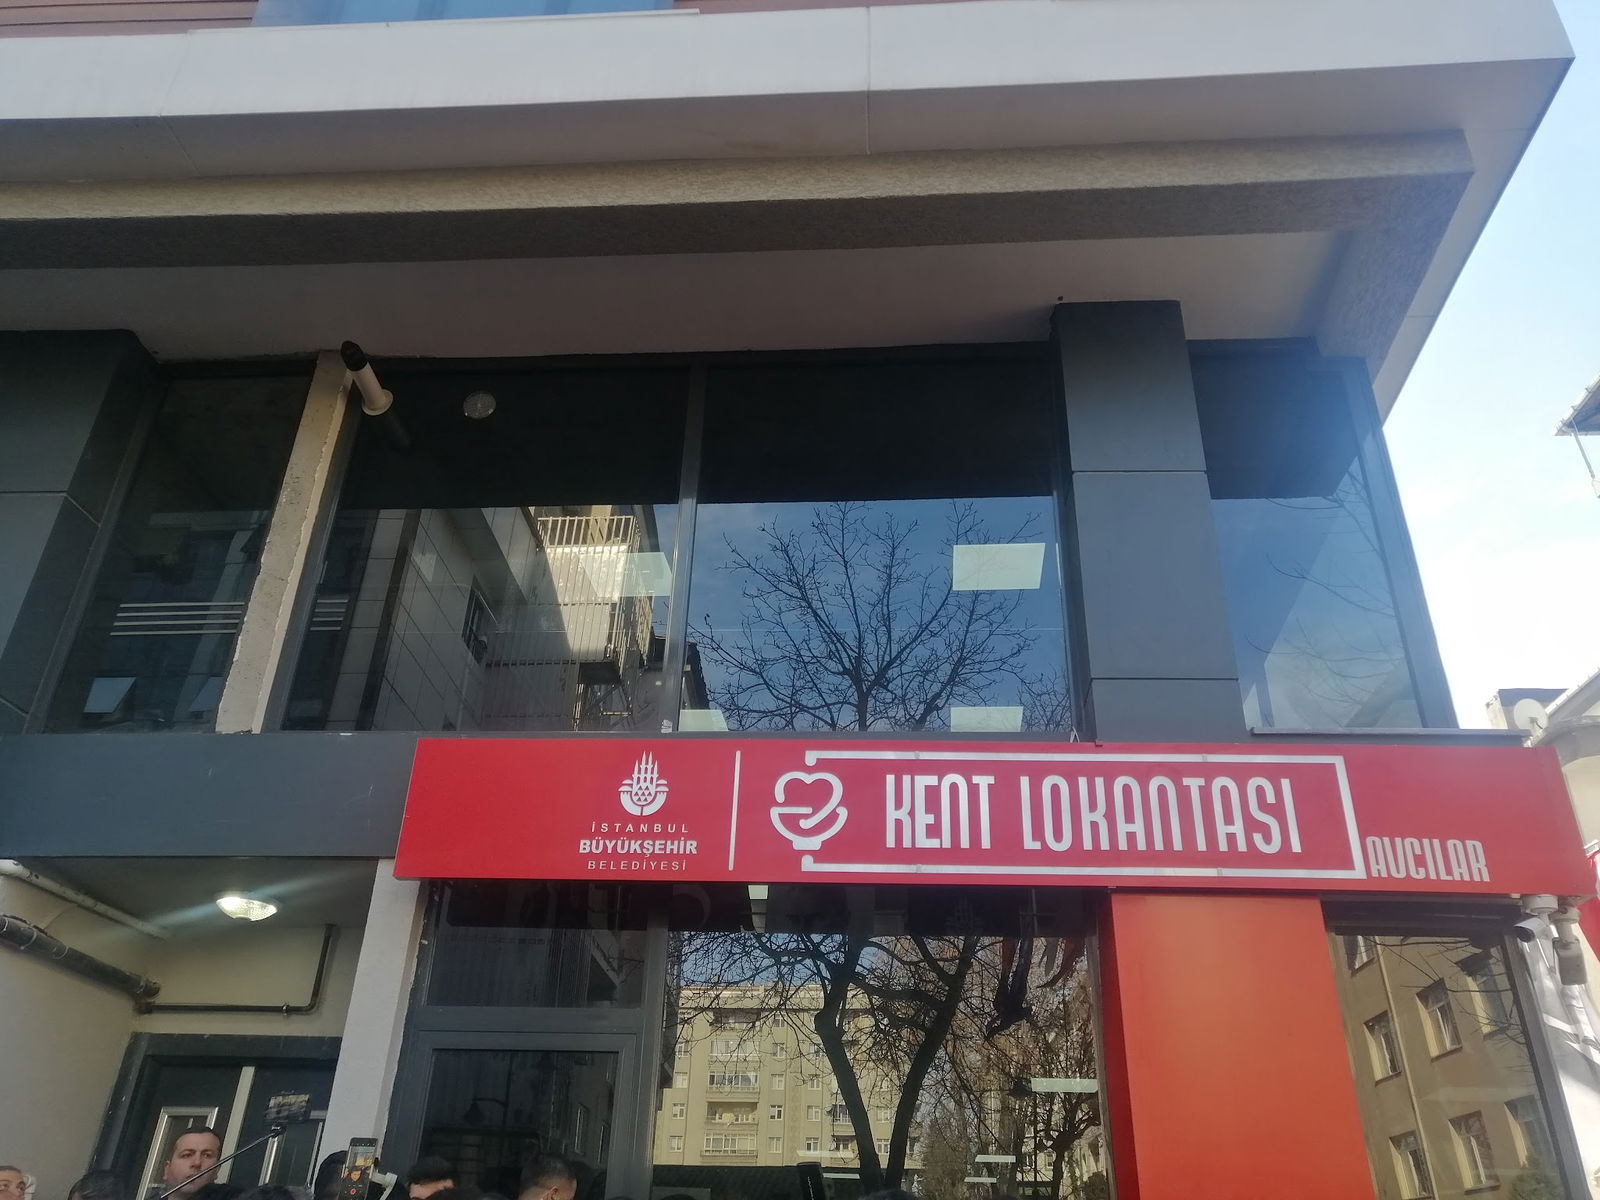 İSTANBUL
BÜYÜKŞEHİR
BELEDİYESİ
KENT LOKANTASI
AVCILAR